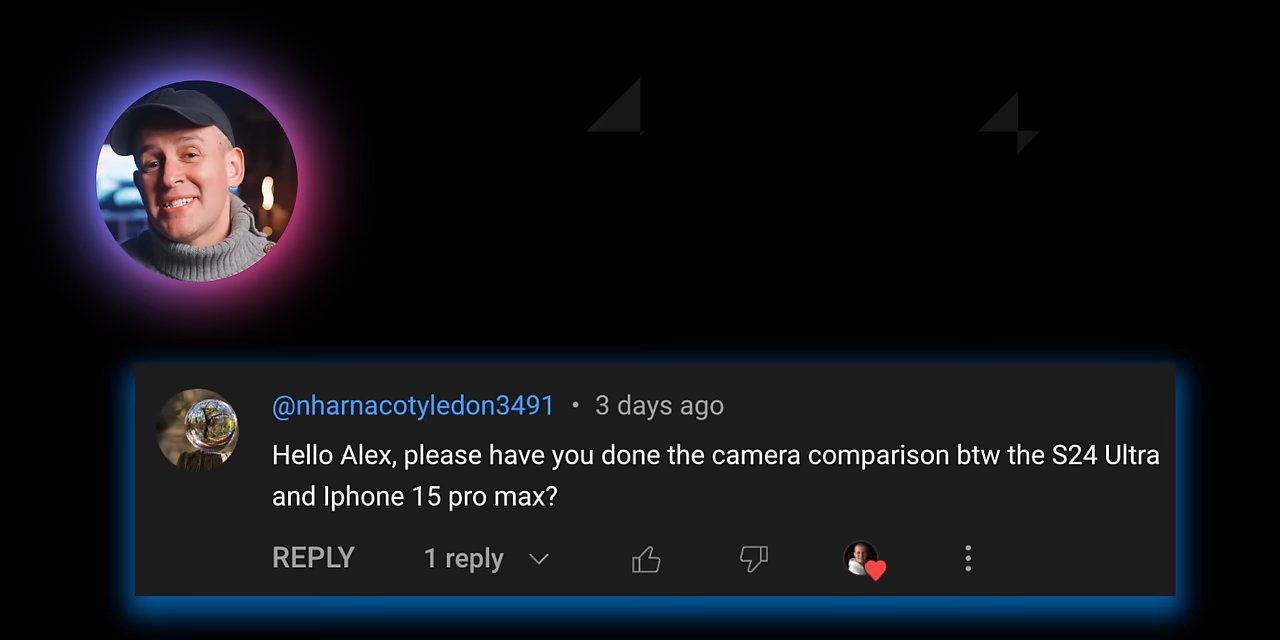 @nharnacotyledon3491 • 3 days ago
Hello Alex, please have you done the camera comparison btw the S24 Ultra
and Iphone 15 pro max?
REPLY 1 reply